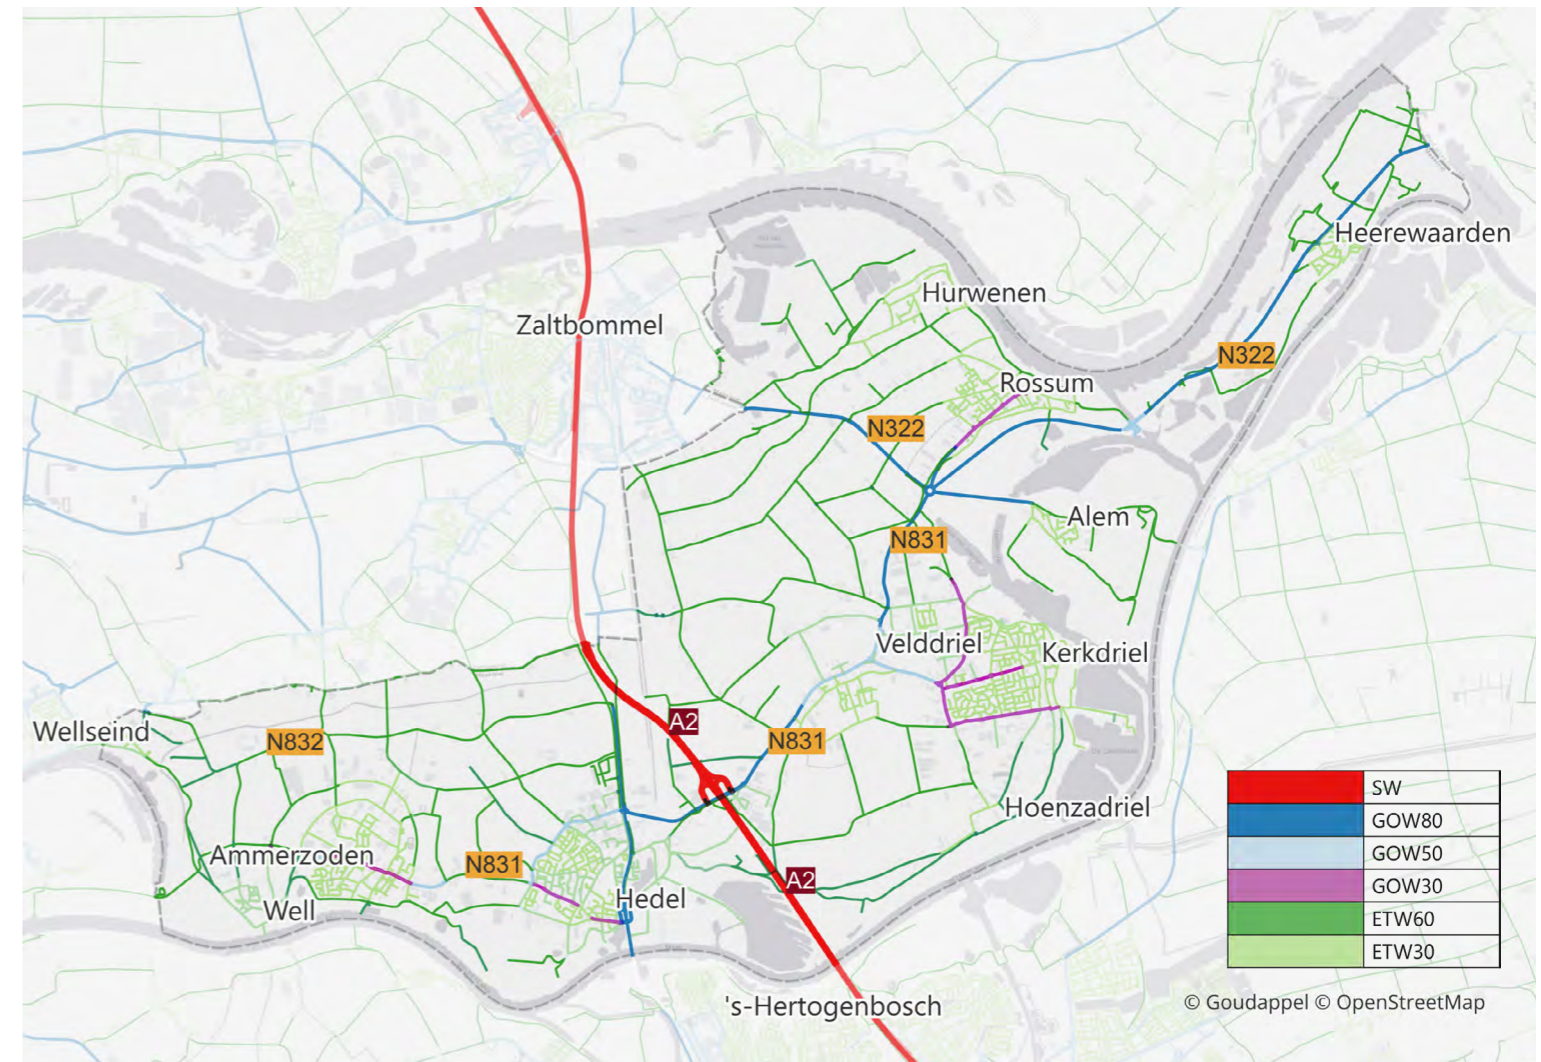 Heerewaarden
Hurwenen
Zaltbommel
N322
Rossum
N322
Alem
N831
Velddriel
Kerkdriel
A2
Wellseind
N832
N831
Hoenzadriel
Ammerzoden
N831
A2
Well
Hedel
's-Hertogenbosch
SW
GOW80
GOW50
GOW30
ETW60
ETW30
© Goudappel © OpenStreetMap